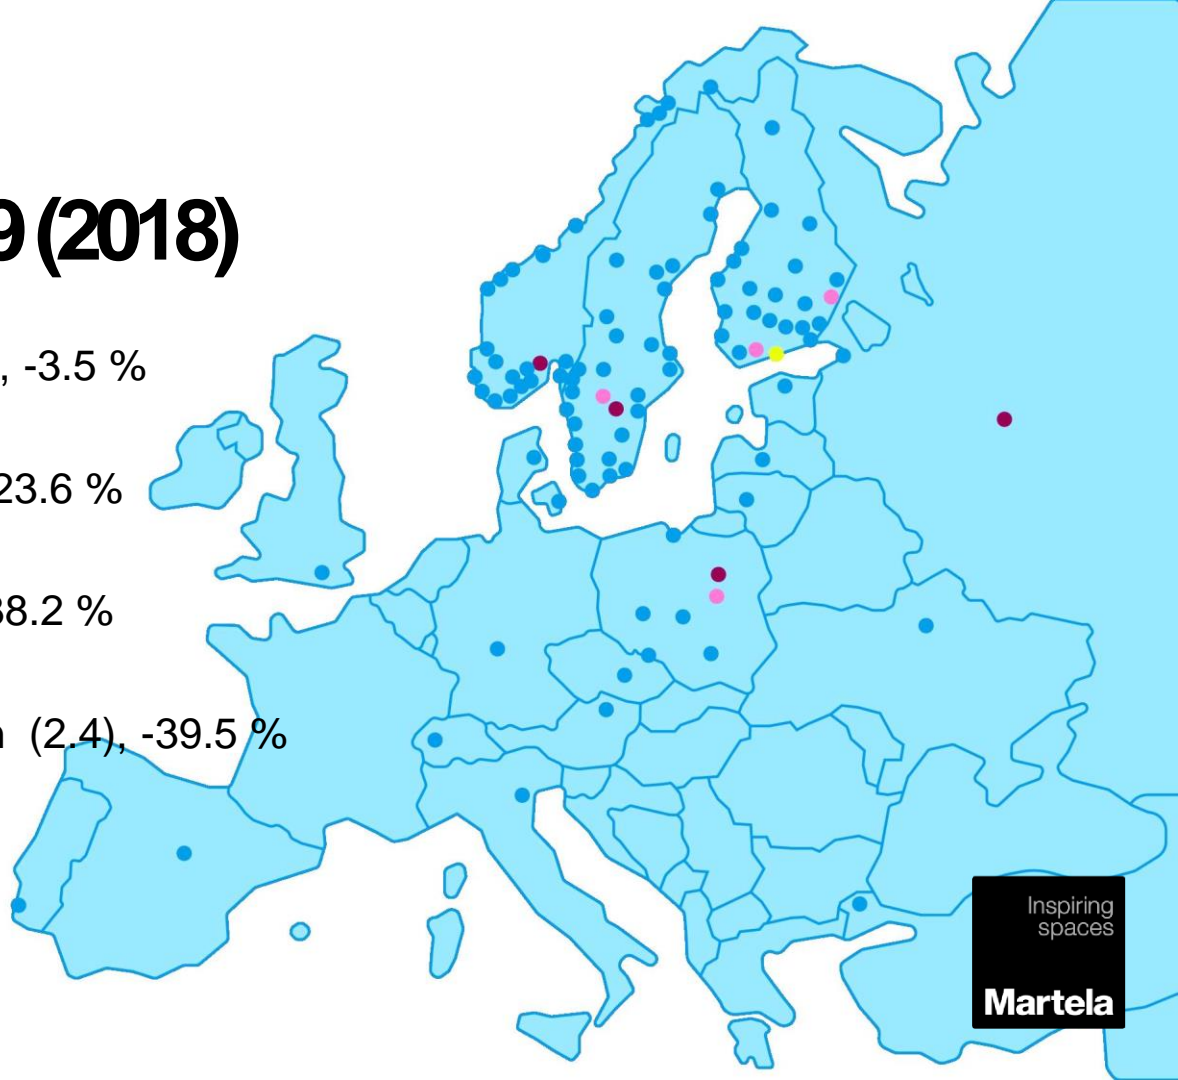 9 (2018)
, -3.5 %
23.6 %
38.2 %
(2.4), -39.5 %
Inspiring
spaces
Martela